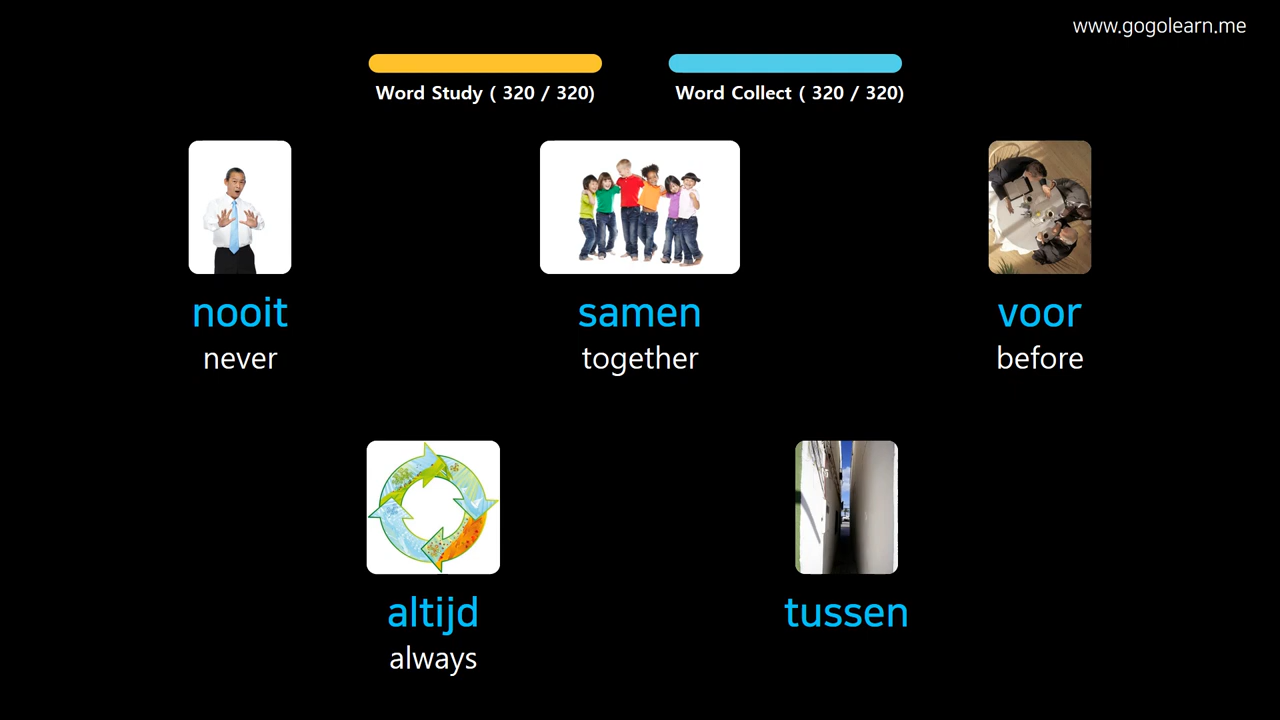 www.gogolearn.me
Word Study ( 320 / 320)
Word Collect ( 320 / 320)
nooit
never
samen
together
voor
before
altijd
always
tussen